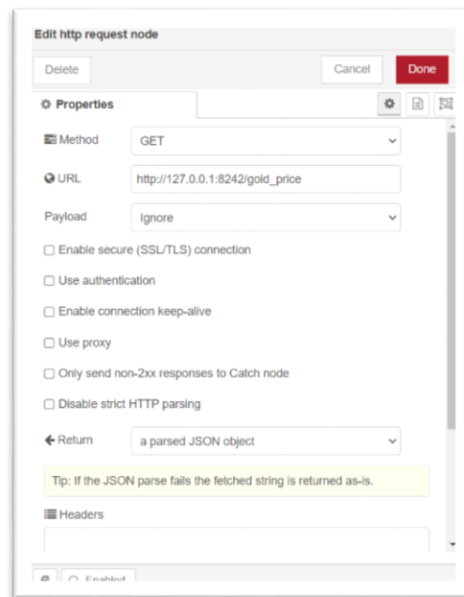 Edit http request node
Delete Cancel Done
Properties
Method GET
URL http://127.0.0.1:8242/gold_price
Payload Ignore
Enable secure (SSL/TLS) connection
Use authentication
Enable connection keep-alive
Use proxy
Only send non-2xx responses to Catch node
Disable strict HTTP parsing
Return a parsed JSON object
Tip: If the JSON parse fails the fetched string is returned as-is.
Headers
Enabled